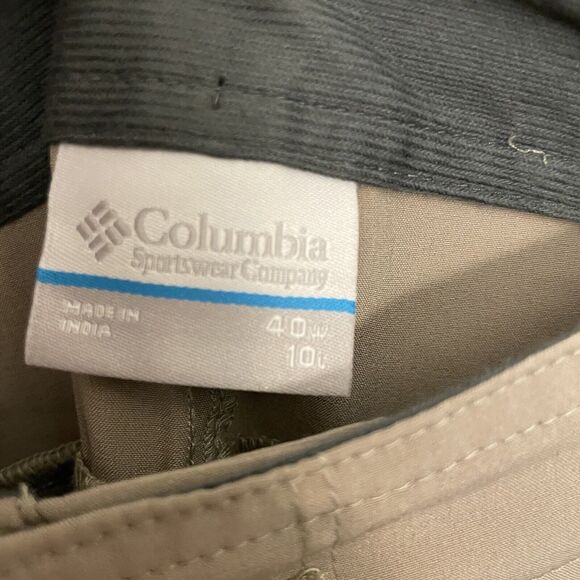 Columbia
Sportswear Company
MADE IN
INDIA
40W
10L